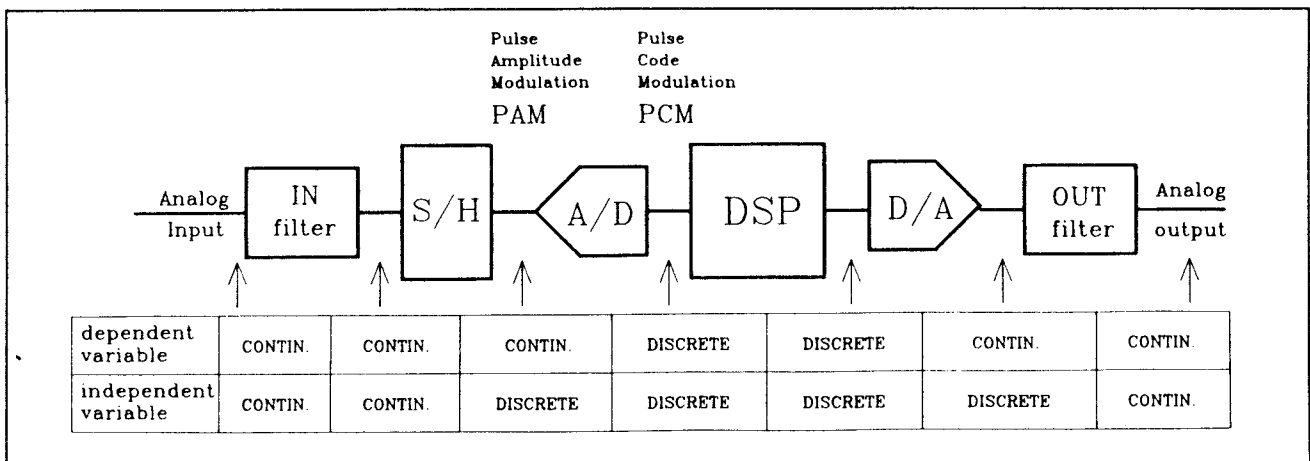 Pulse Amplitude Modulation
PAM
Pulse Code Modulation
PCM
Analog Input
IN filter
S/H
A/D
DSP
D/A
OUT filter
Analog output
dependent variable CONTIN. CONTIN. CONTIN. DISCRETE DISCRETE CONTIN. CONTIN.
independent variable CONTIN. CONTIN. DISCRETE DISCRETE DISCRETE DISCRETE CONTIN.